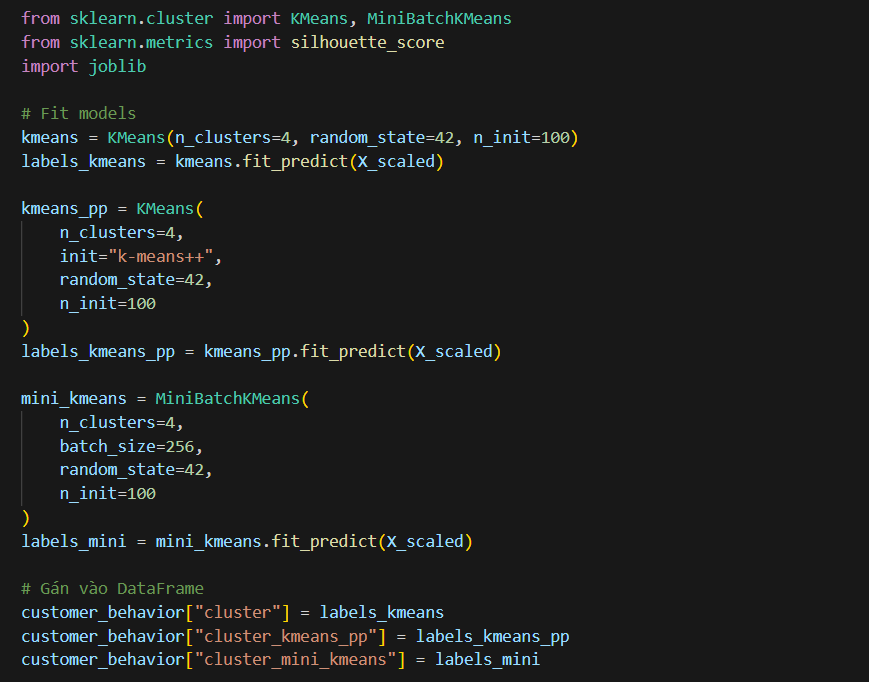 from sklearn.cluster import KMeans, MiniBatchKMeans
from sklearn.metrics import silhouette_score
import joblib

# Fit models
kmeans = KMeans(n_clusters=4, random_state=42, n_init=100)
labels_kmeans = kmeans.fit_predict(X_scaled)

kmeans_pp = KMeans(
    n_clusters=4,
    init="k-means++",
    random_state=42,
    n_init=100
)
labels_kmeans_pp = kmeans_pp.fit_predict(X_scaled)

mini_kmeans = MiniBatchKMeans(
    n_clusters=4,
    batch_size=256,
    random_state=42,
    n_init=100
)
labels_mini = mini_kmeans.fit_predict(X_scaled)

# Gán vào DataFrame
customer_behavior["cluster"] = labels_kmeans
customer_behavior["cluster_kmeans_pp"] = labels_kmeans_pp
customer_behavior["cluster_mini_kmeans"] = labels_mini